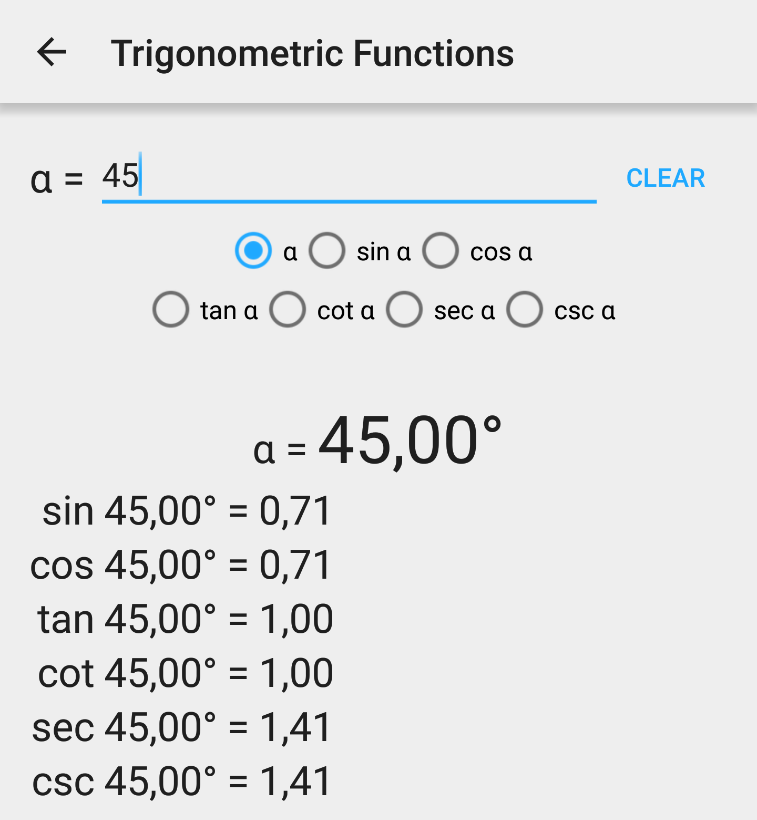 Trigonometric Functions
α = 45 CLEAR
α sin α cos α
tan α cot α sec α csc α
α = 45,00°
sin 45,00° = 0,71
cos 45,00° = 0,71
tan 45,00° = 1,00
cot 45,00° = 1,00
sec 45,00° = 1,41
csc 45,00° = 1,41